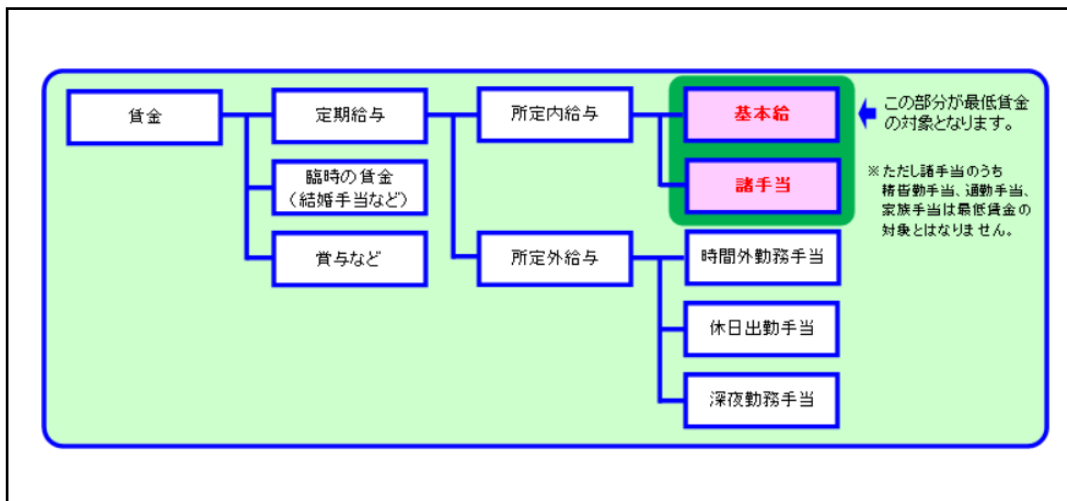 賃金
定期給与
所定内給与
基本給
この部分が最低賃金
の対象となります。
臨時の賃金
（結婚手当など）
諸手当
※ただし諸手当のうち
精皆勤手当、通勤手当、
家族手当は最低賃金の
対象とはなりません。
賞与など
所定外給与
時間外勤務手当
休日出勤手当
深夜勤務手当